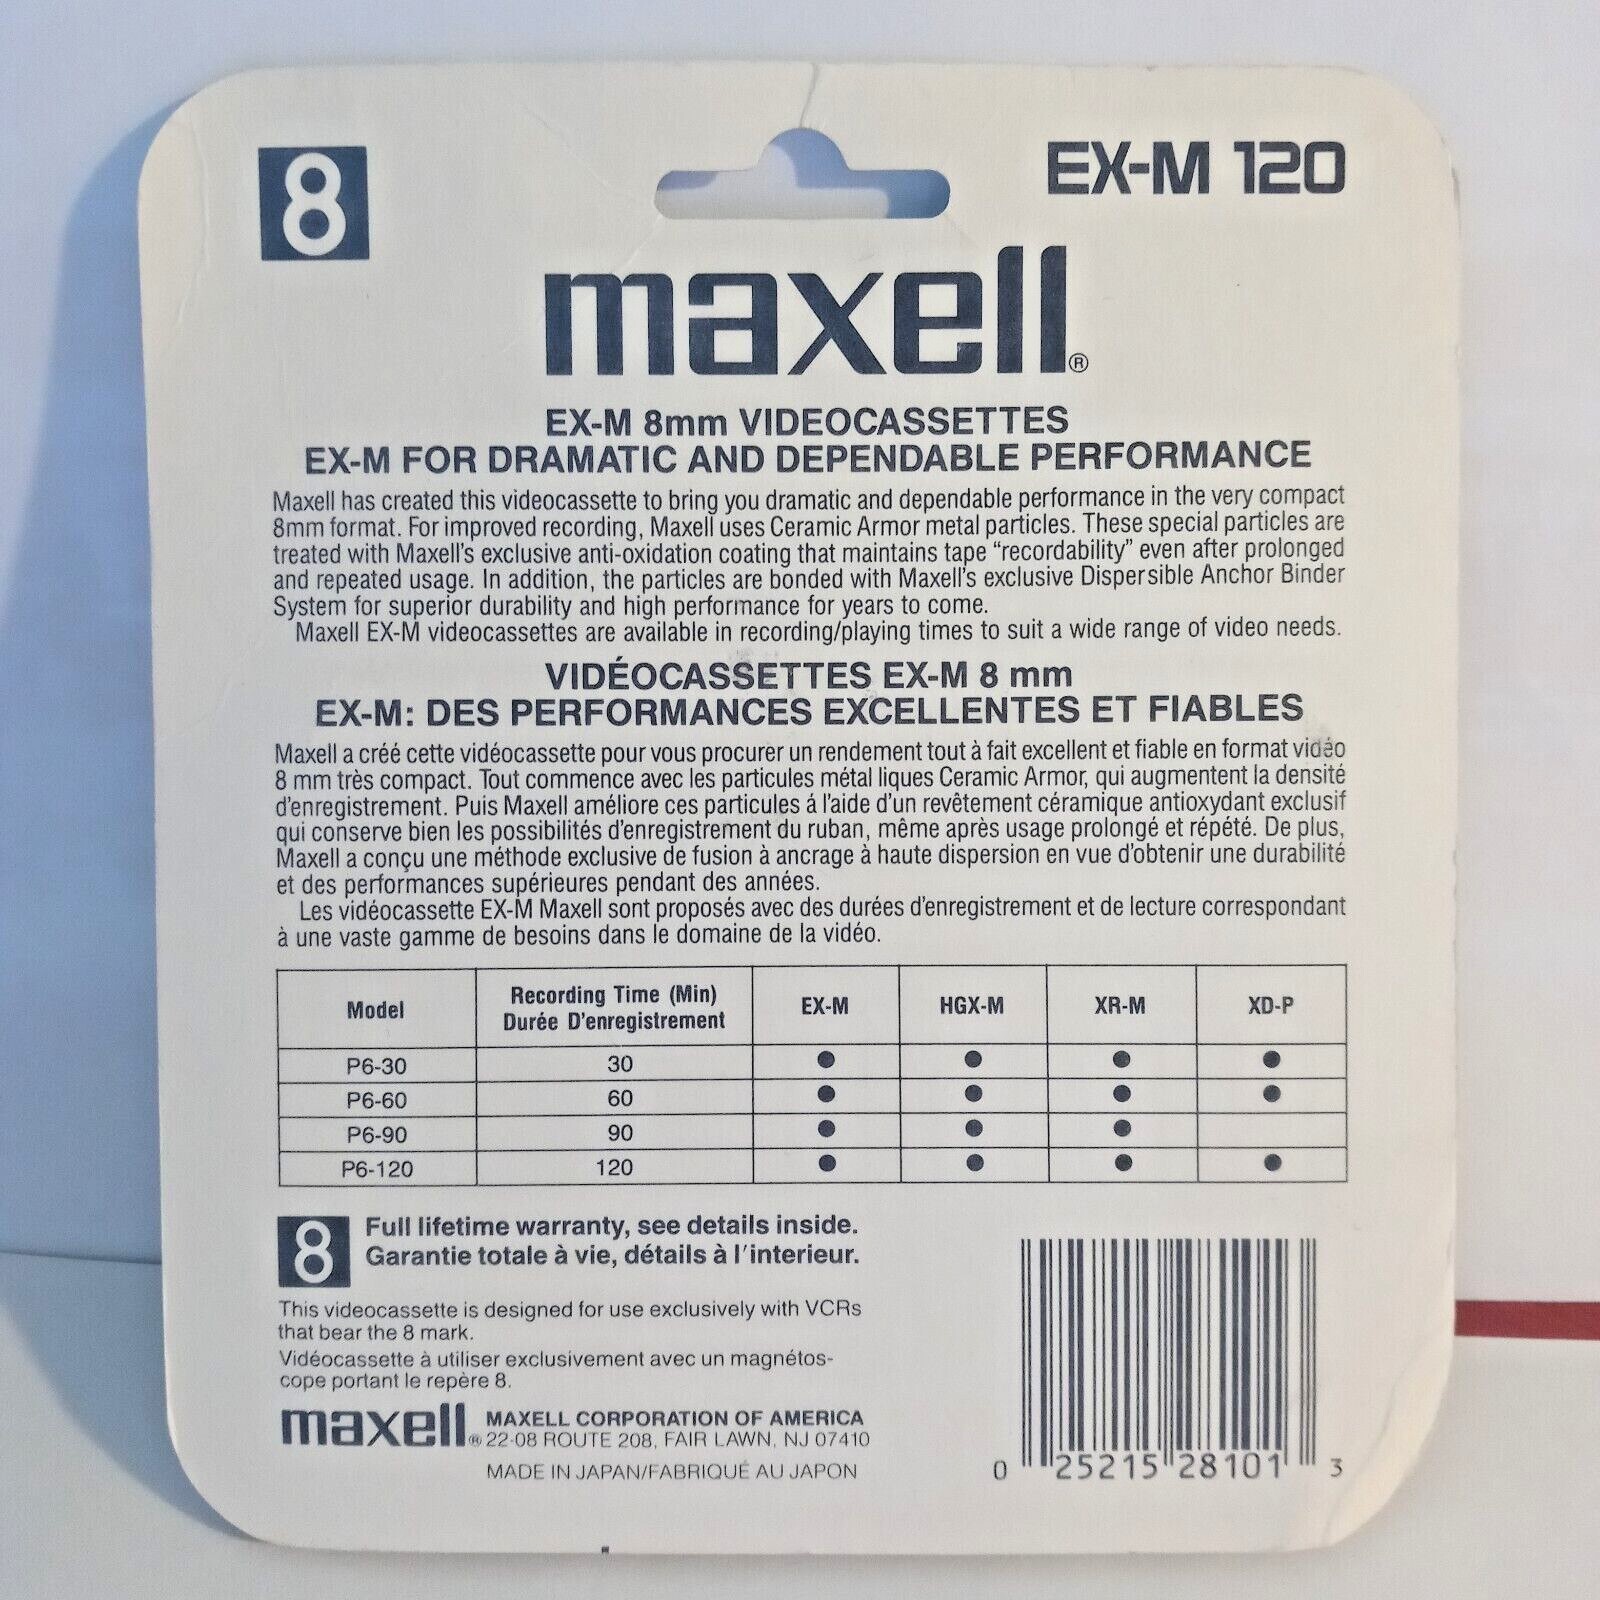 8
EX-M 120
maxell®
EX-M 8mm VIDEOCASSETTES
EX-M FOR DRAMATIC AND DEPENDABLE PERFORMANCE
Maxell has created this videocassette to bring you dramatic and dependable performance in the very compact
8mm format. For improved recording, Maxell uses Ceramic Armor metal particles. These special particles are
treated with Maxell's exclusive anti-oxidation coating that maintains tape "recordability" even after prolonged
and repeated usage. In addition, the particles are bonded with Maxell's exclusive Dispersible Anchor Binder
System for superior durability and high performance for years to come.
Maxell EX-M videocassettes are available in recording/playing times to suit a wide range of video needs.
VIDÉOCASSETTES EX-M 8 mm
EX-M: DES PERFORMANCES EXCELLENTES ET FIABLES
Maxell a créé cette vidéocassette pour vous procurer un rendement tout à fait excellent et fiable en format vidéo
8 mm très compact. Tout commence avec les particules métal liques Ceramic Armor, qui augmentent la densité
d'enregistrement. Puis Maxell améliore ces particules á l'aide d'un revêtement céramique antioxydant exclusif
qui conserve bien les possibilités d'enregistrement du ruban, même après usage prolongé et répété. De plus,
Maxell a conçu une méthode exclusive de fusion à ancrage à haute dispersion en vue d'obtenir une durabilité
et des performances supérieures pendant des années.
Les vidéocassette EX-M Maxell sont proposés avec des durées d'enregistrement et de lecture correspondant
à une vaste gamme de besoins dans le domaine de la vidéo.
Model Recording Time (Min) EX-M HGX-M XR-M XD-P
Durée D'enregistrement
P6-30 30 ● ● ● ●
P6-60 60 ● ● ● ●
P6-90 90 ● ● ●
P6-120 120 ● ● ● ●
8 Full lifetime warranty, see details inside.
Garantie totale à vie, détails à l'interieur.
This videocassette is designed for use exclusively with VCRs
that bear the 8 mark.
Vidéocassette à utiliser exclusivement avec un magnétos-
cope portant le repère 8.
maxell® MAXELL CORPORATION OF AMERICA
22-08 ROUTE 208, FAIR LAWN, NJ 07410
MADE IN JAPAN/FABRIQUÉ AU JAPON
0 25215 28101 3